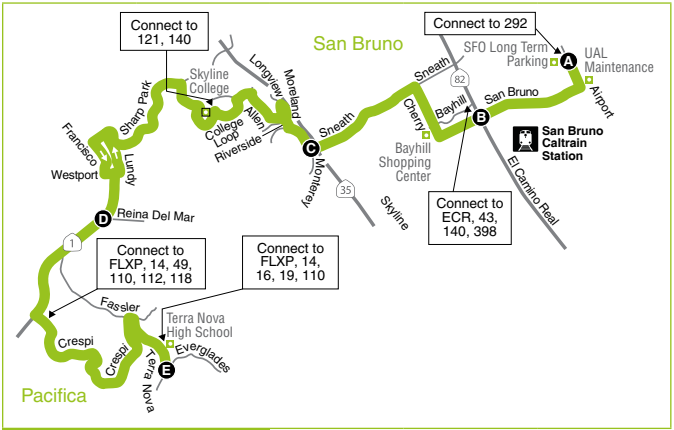 Connect to
121, 140
Connect to 292
San Bruno
SFO Long Term
Parking
A
UAL
Maintenance
Airport
Skyline
College
Longview
Moreland
Sneath
82
Bayhill
San Bruno
B
Sharp Park
College
Loop
Allen
Riverside
Sneath
Cherry
C
Monterey
Bayhill
Shopping
Center
San Bruno
Caltrain
Station
El Camino Real
Francisco
Westport
Lundy
35
Skyline
Connect to
ECR, 43,
140, 398
D
Reina Del Mar
1
Connect to
FLXP, 14, 49,
110, 112, 118
Connect to
FLXP, 14,
16, 19, 110
Fassler
Terra Nova
High School
Crespi
Crespi
Everglades
E
Terra Nova
Pacifica